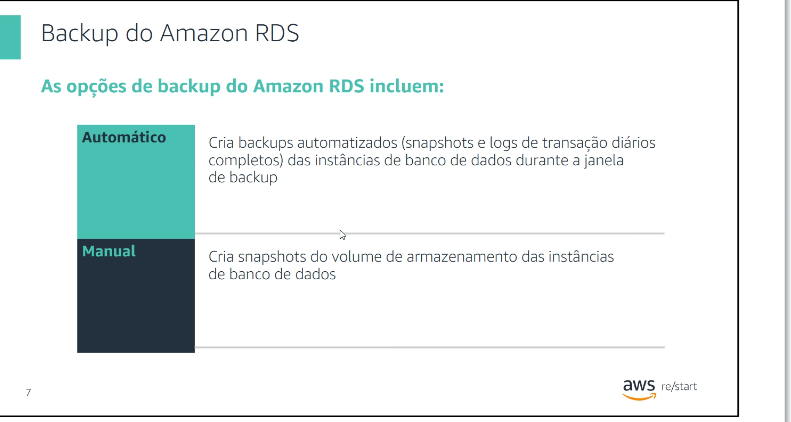 Backup do Amazon RDS
As opções de backup do Amazon RDS incluem:
Automático
Cria backups automatizados (snapshots e logs de transação diários
completos) das instâncias de banco de dados durante a janela
de backup
Manual
Cria snapshots do volume de armazenamento das instâncias
de banco de dados
7
aws re/start